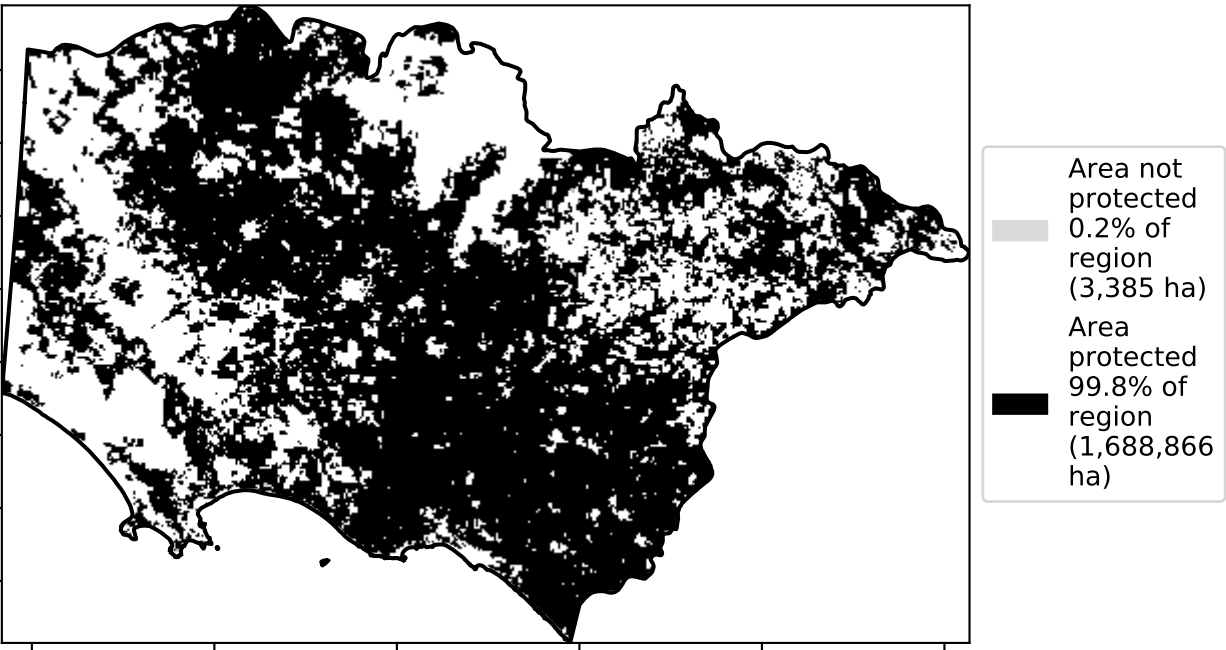 Area not
protected
0.2% of
region
(3,385 ha)
Area
protected
99.8% of
region
(1,688,866
ha)